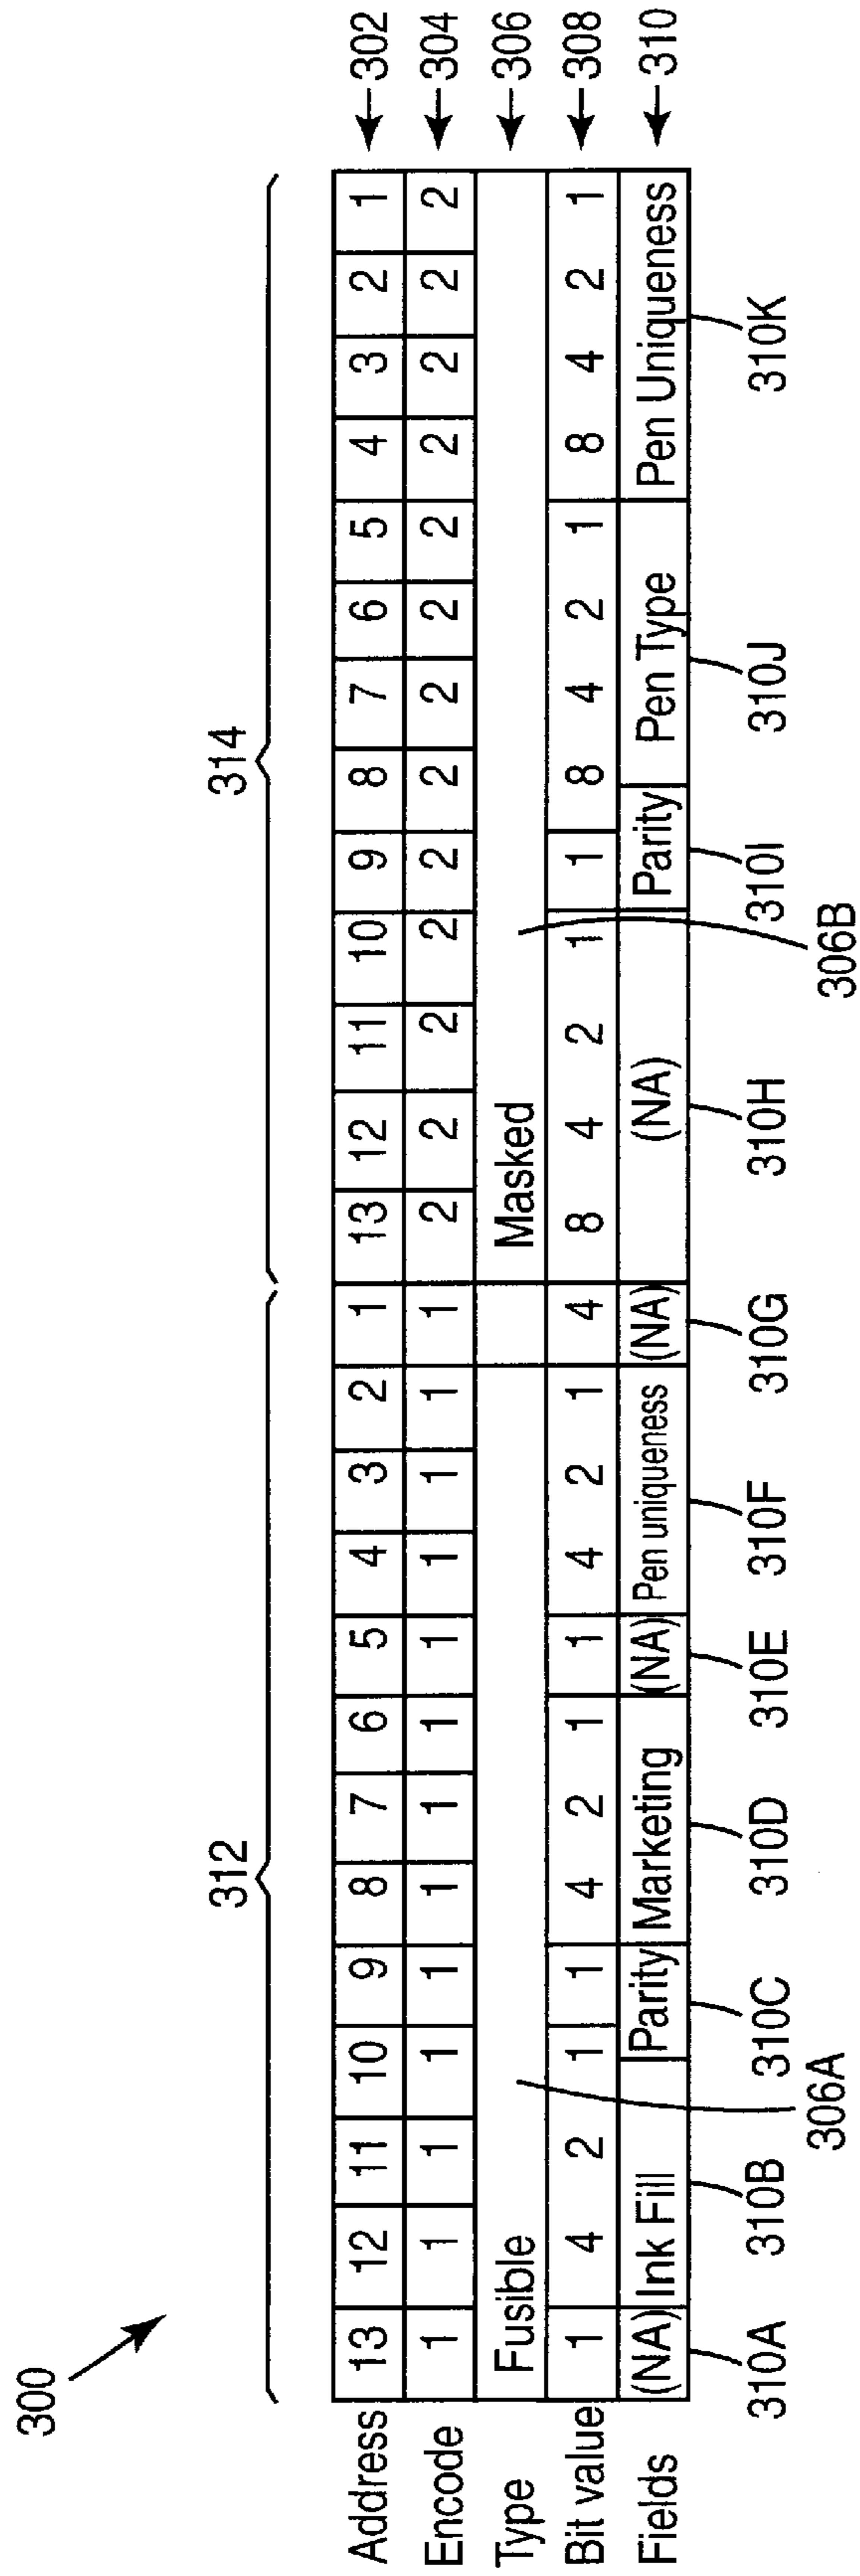 300
312
314
Address 13 12 11 10 9 8 7 6 5 4 3 2 1 13 12 11 10 9 8 7 6 5 4 3 2 1 302
Encode 1 1 1 1 1 1 1 1 1 1 1 1 1 2 2 2 2 2 2 2 2 2 2 2 2 2 304
Type Fusible Masked 306
Bit value 1 4 2 1 1 4 2 1 1 4 2 1 4 8 4 2 1 1 8 4 2 1 8 4 2 1 308
Fields (NA) Ink Fill Parity Marketing (NA) Pen uniqueness (NA) (NA) Parity Pen Type Pen Uniqueness 310
310A 310B 310C 310D 310E 310F 310G 310H 310I 310J 310K
306A 306B